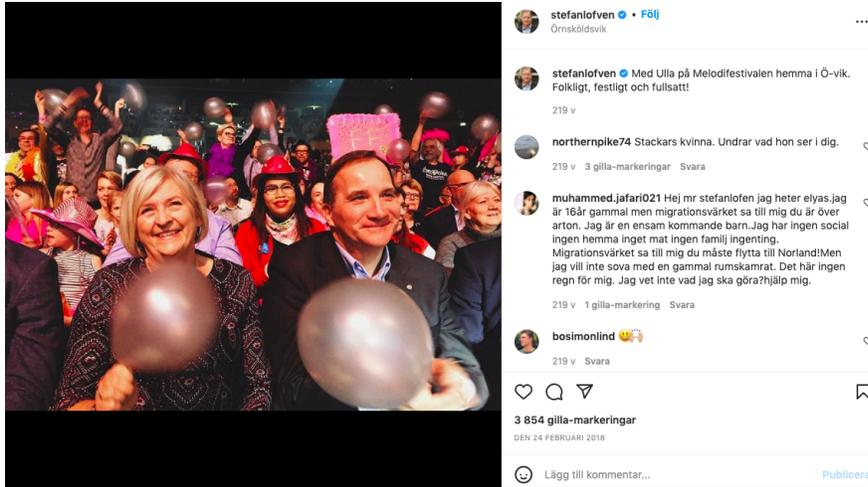 stefanlofven • Följ
Örnsköldsvik
stefanlofven Med Ulla på Melodifestivalen hemma i Ö-vik.
Folkligt, festligt och fullsatt!
219 v
northernpike74 Stackars kvinna. Undrar vad hon ser i dig.
219 v 3 gilla-markeringar Svara
muhammed.jafari021 Hej mr stefanlofen jag heter elyas.jag
är 16år gammal men migrationsvärket sa till mig du är över
arton. Jag är en ensam kommande barn.Jag har ingen social
ingen hemma inget mat ingen familj ingenting.
Migrationsvärket sa till mig du måste flytta till Norland!Men
jag vill inte sova med en gammal rumskamrat. Det här ingen
regn för mig. Jag vet inte vad jag ska göra?hjälp mig.
219 v 1 gilla-markering Svara
bosimonlind 😃🙌🏻
219 v Svara
3 854 gilla-markeringar
DEN 24 FEBRUARI 2018
Lägg till kommentar... Publicera